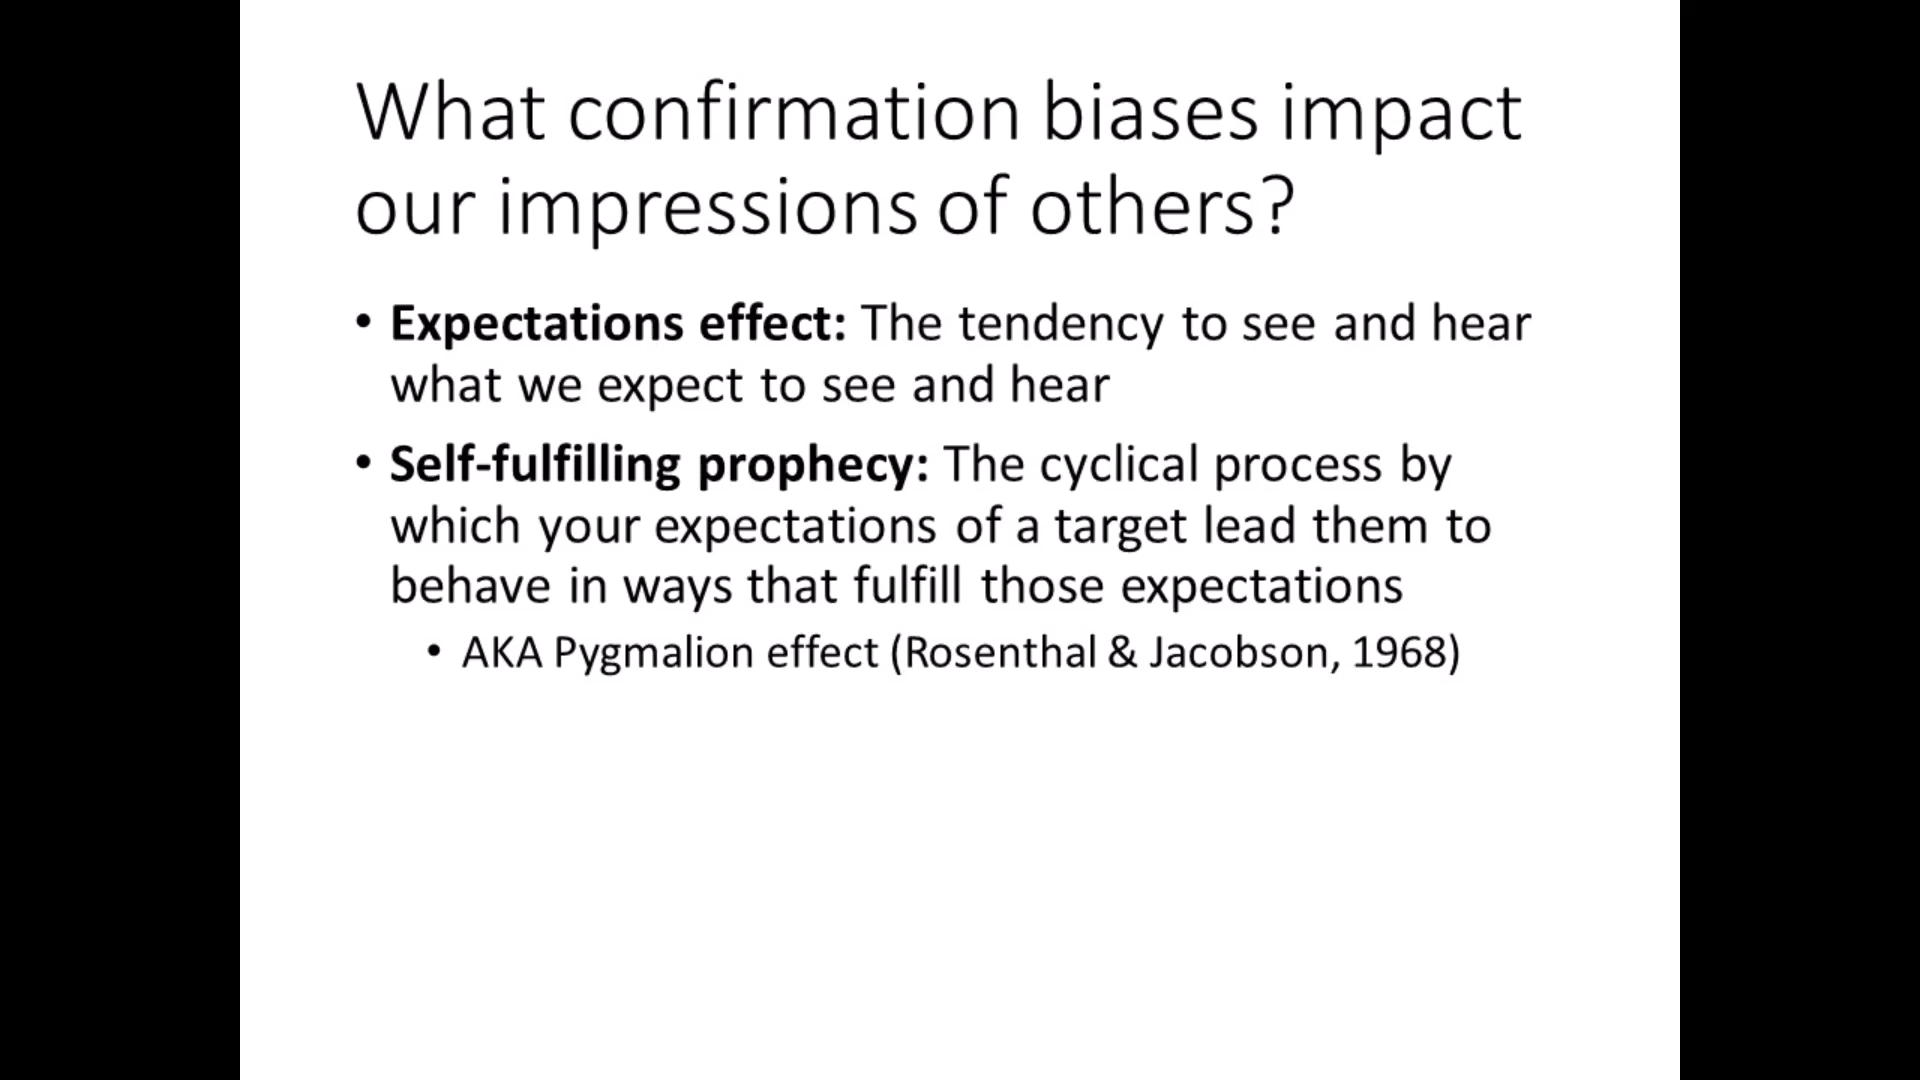 What confirmation biases impact
our impressions of others?
• Expectations effect: The tendency to see and hear
what we expect to see and hear
• Self-fulfilling prophecy: The cyclical process by
which your expectations of a target lead them to
behave in ways that fulfill those expectations
• AKA Pygmalion effect (Rosenthal & Jacobson, 1968)